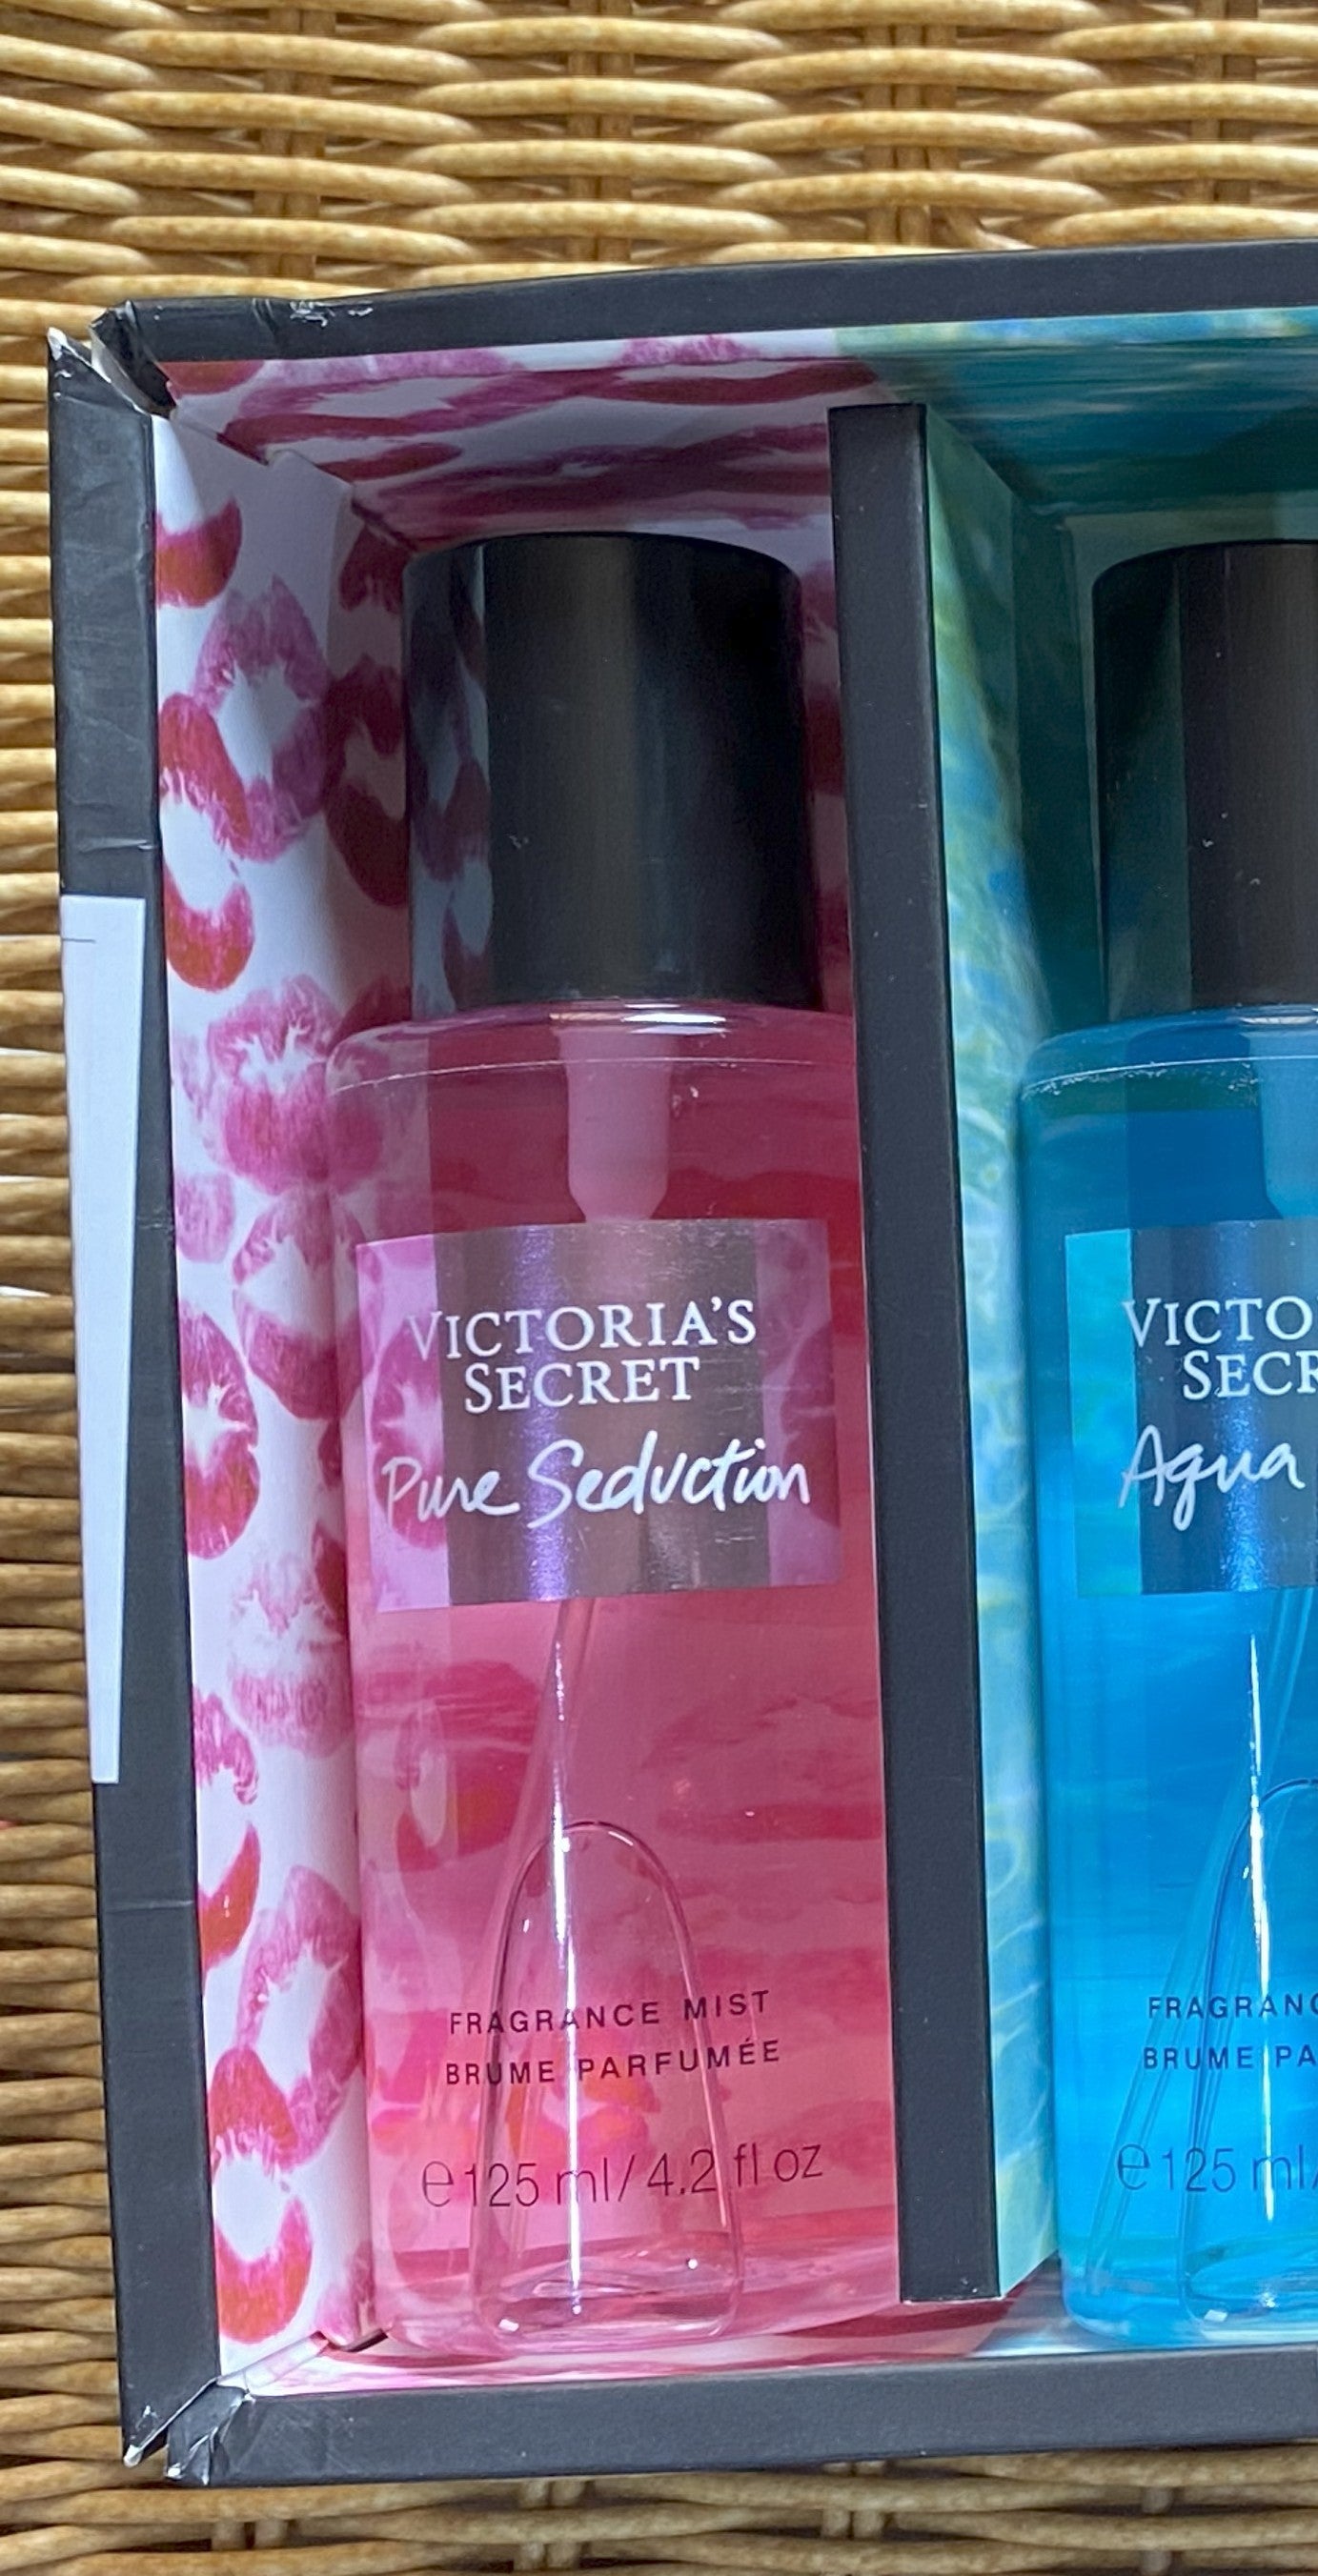 VICTORIA'S
SECRET
Pure Seduction
FRAGRANCE MIST
BRUME PARFUMÉE
℮125 ml/4.2 fl oz
VICTO
SECR
Aqua
FRAGRANC
BRUME PA
℮125 ml/